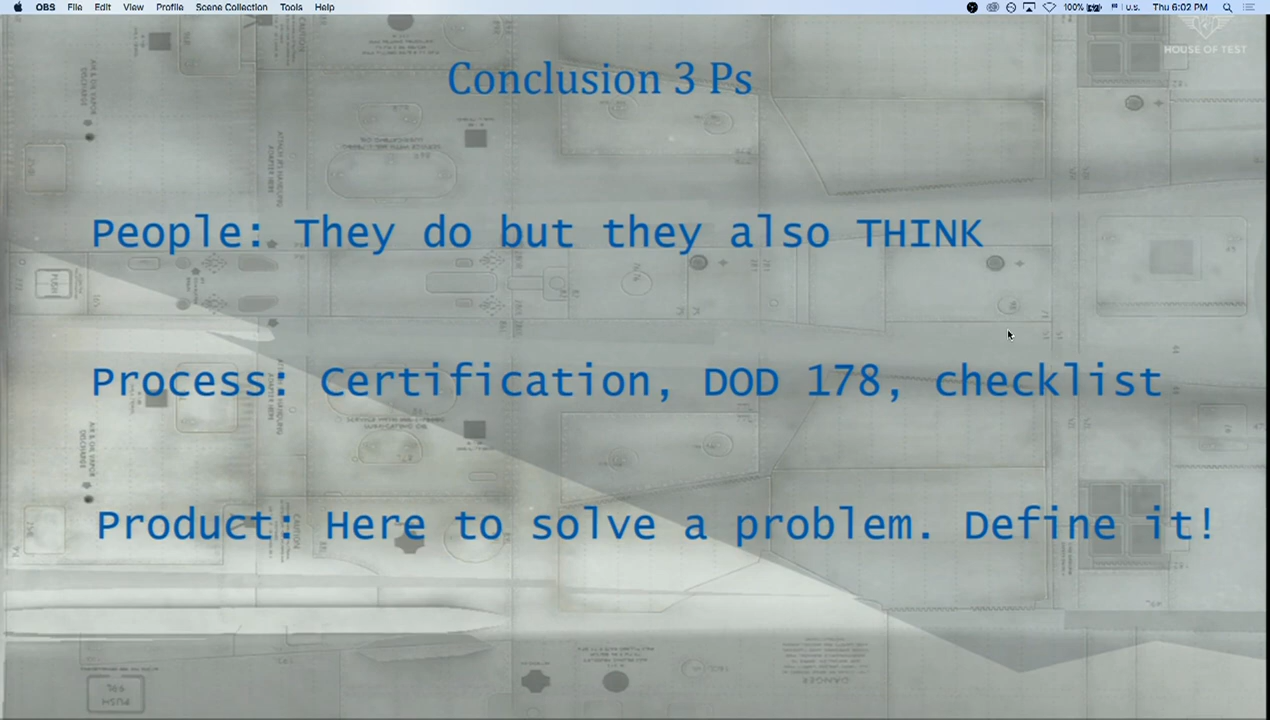 OBS File Edit View Profile Scene Collection Tools Help 100% U.S. Thu 6:02 PM
HOUSE OF TEST
Conclusion 3 Ps
People: They do but they also THINK
Process: Certification, DOD 178, checklist
Product: Here to solve a problem. Define it!
PUSH
DANGER